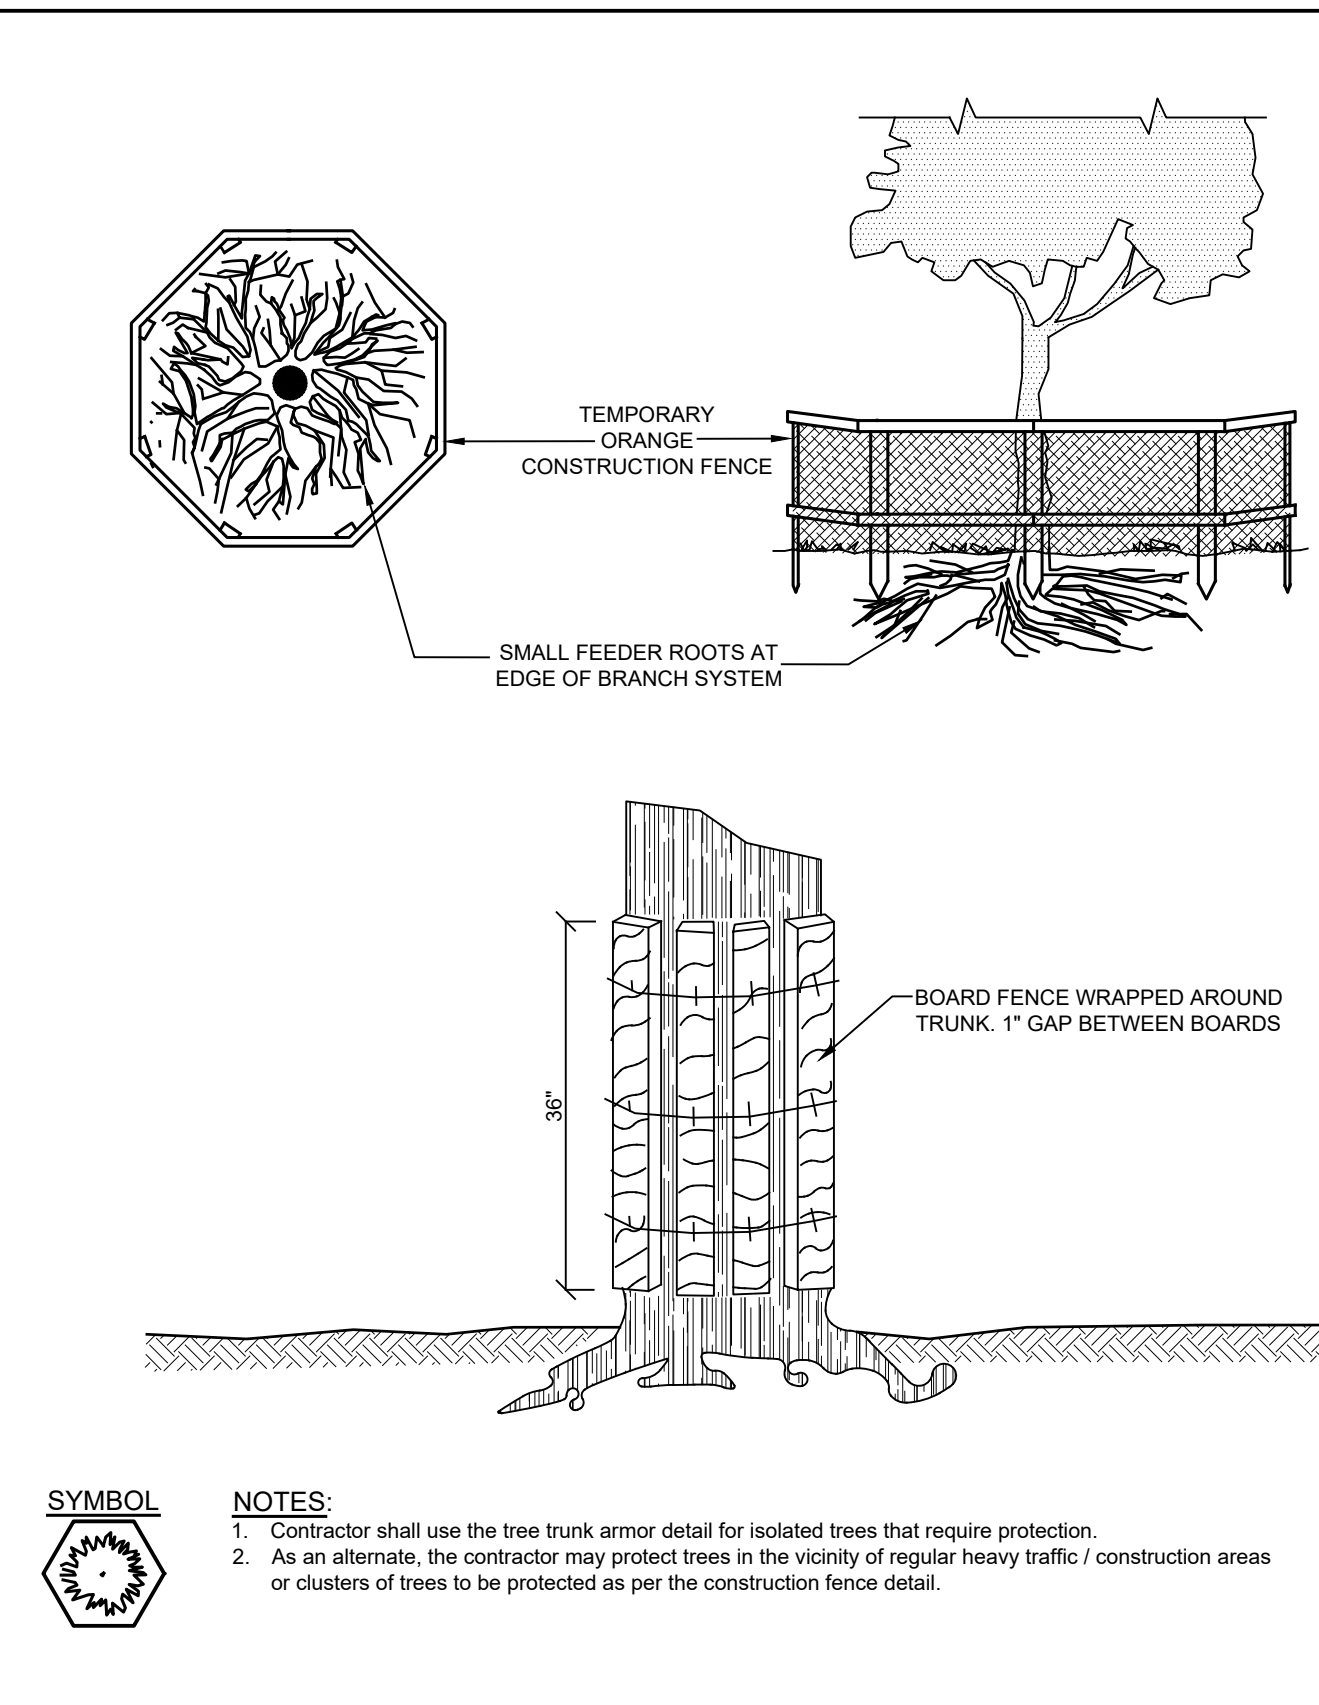 TEMPORARY
ORANGE
CONSTRUCTION FENCE
SMALL FEEDER ROOTS AT
EDGE OF BRANCH SYSTEM
36"
BOARD FENCE WRAPPED AROUND
TRUNK. 1" GAP BETWEEN BOARDS
SYMBOL
NOTES:
1. Contractor shall use the tree trunk armor detail for isolated trees that require protection.
2. As an alternate, the contractor may protect trees in the vicinity of regular heavy traffic / construction areas
or clusters of trees to be protected as per the construction fence detail.